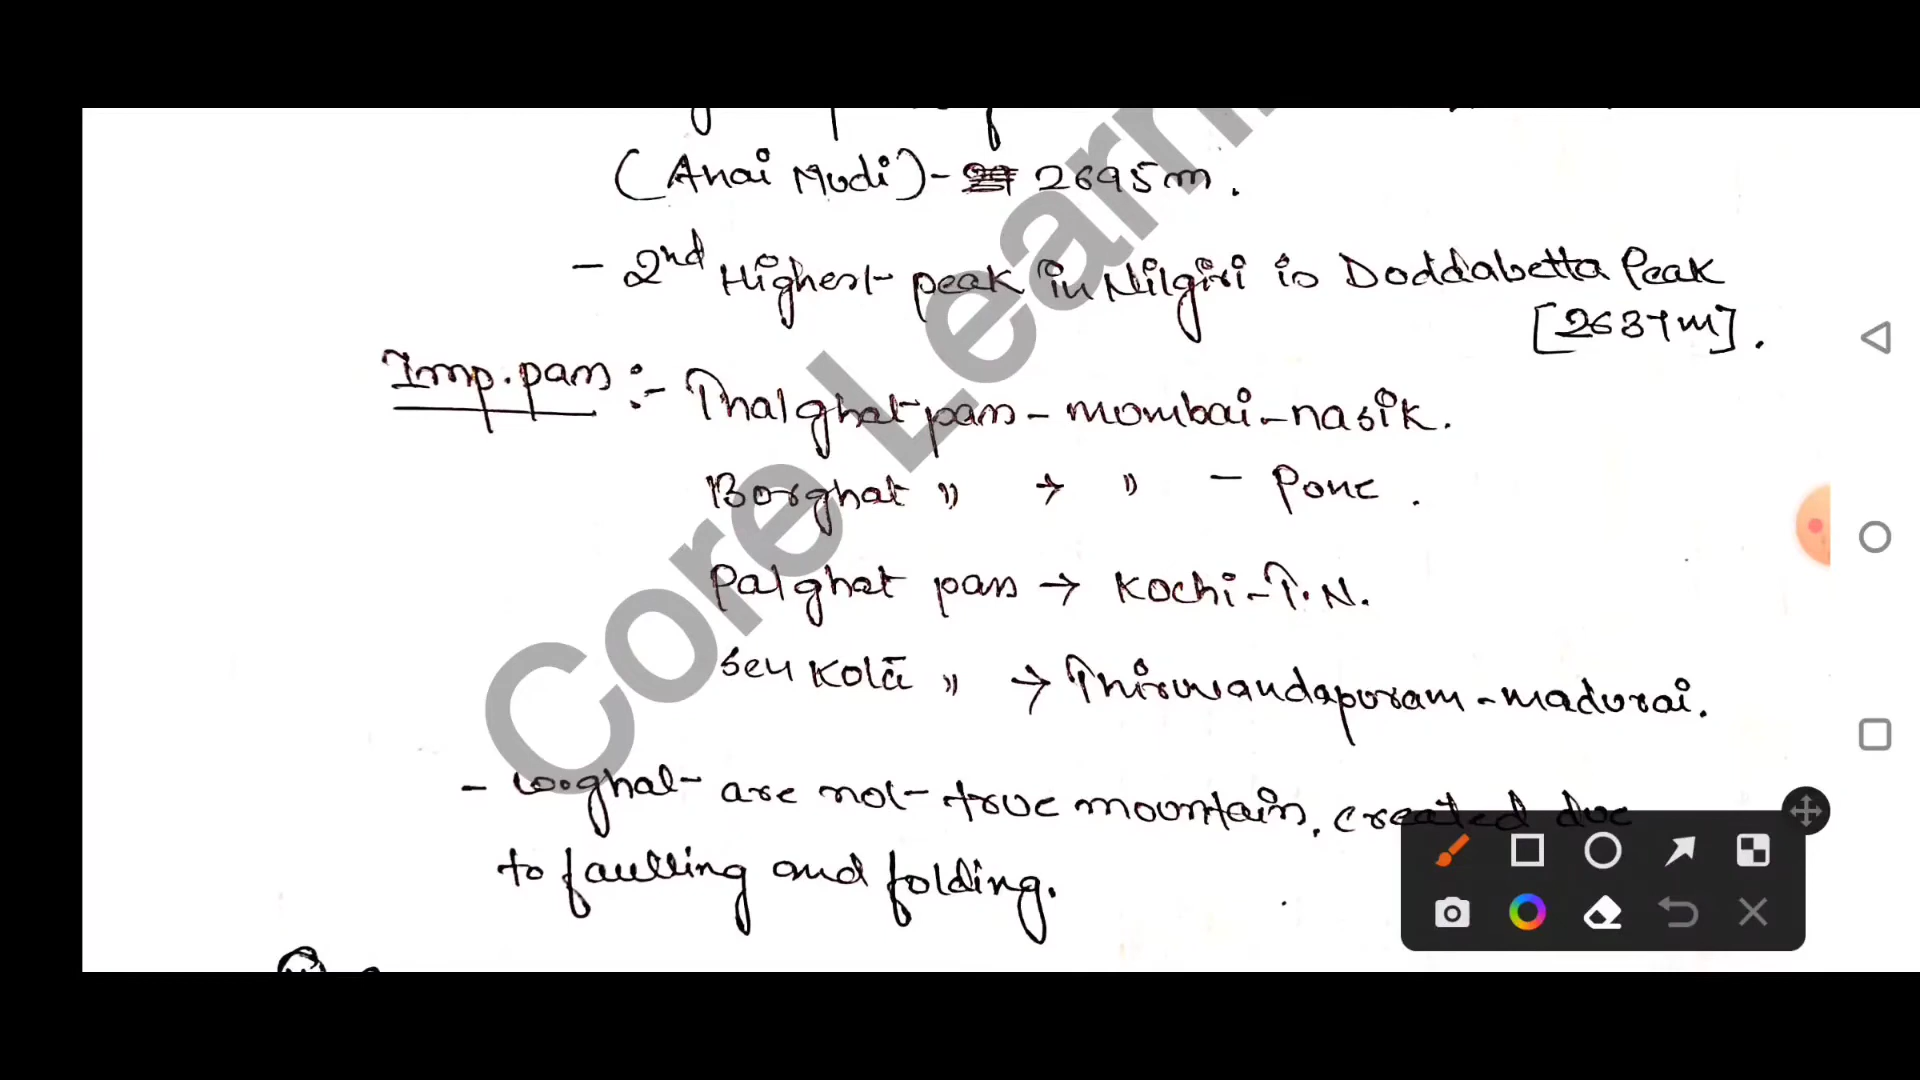 (Anai Mudi) - 2695m.
- 2nd Highest peak in Nilgiri is Doddabetta Peak
[2637m].
Imp. pass :- Thalghat pass - mombai - nasik.
Borghat " → " - Pone.
Palghat pass → Kochi - T.N.
Sen Kota " → Thiruvandapuram - madurai.
- w.ghat are not true mountain, created due
to faulting and folding.
Core Learn